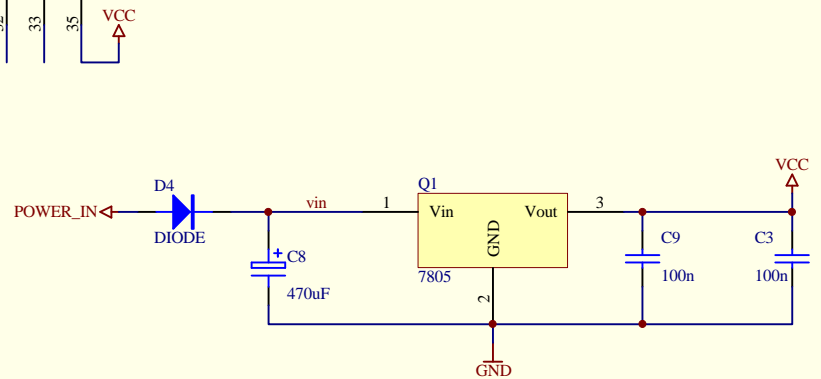 VCC
33
35
VCC
D4
Q1
POWER_IN
vin
1
Vin
Vout
3
C9
C3
DIODE
GND
+
C8
7805
100n
100n
470uF
2
GND